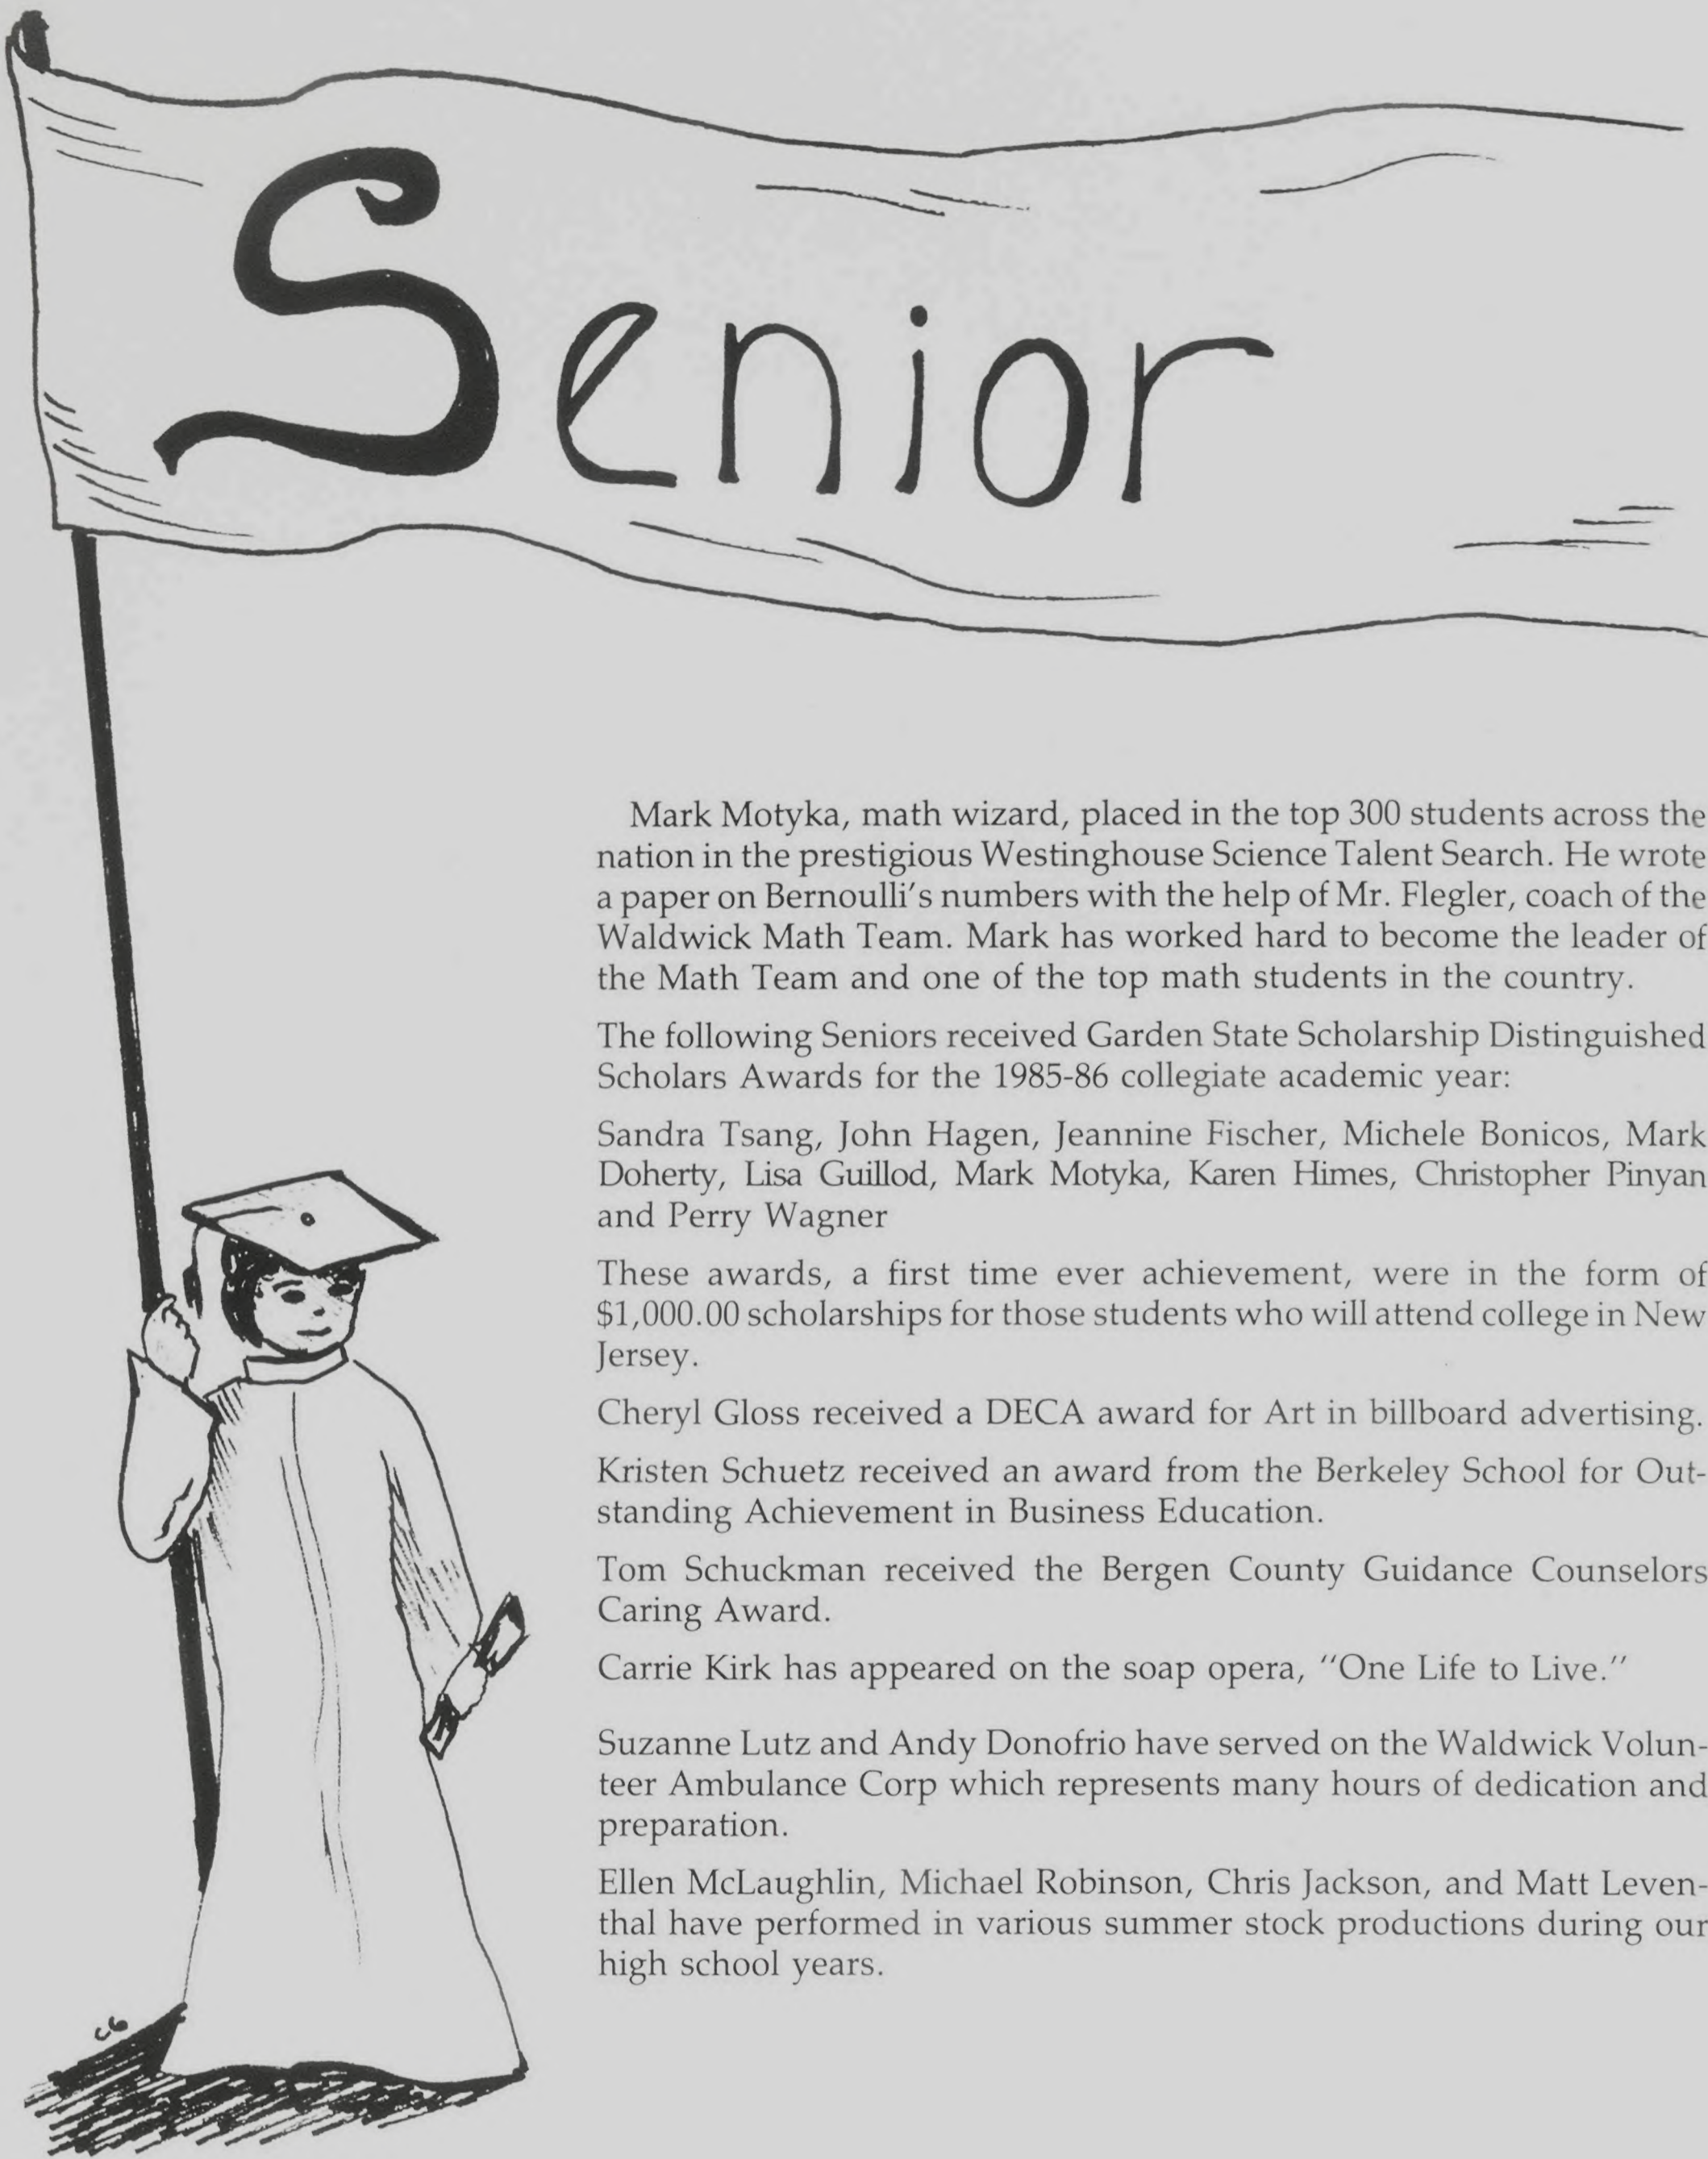 Senior
Mark Motyka, math wizard, placed in the top 300 students across the
nation in the prestigious Westinghouse Science Talent Search. He wrote
a paper on Bernoulli's numbers with the help of Mr. Flegler, coach of the
Waldwick Math Team. Mark has worked hard to become the leader of
the Math Team and one of the top math students in the country.
The following Seniors received Garden State Scholarship Distinguished
Scholars Awards for the 1985-86 collegiate academic year:
Sandra Tsang, John Hagen, Jeannine Fischer, Michele Bonicos, Mark
Doherty, Lisa Guillod, Mark Motyka, Karen Himes, Christopher Pinyan
and Perry Wagner
These awards, a first time ever achievement, were in the form of
$1,000.00 scholarships for those students who will attend college in New
Jersey.
Cheryl Gloss received a DECA award for Art in billboard advertising.
Kristen Schuetz received an award from the Berkeley School for Out-
standing Achievement in Business Education.
Tom Schuckman received the Bergen County Guidance Counselors
Caring Award.
Carrie Kirk has appeared on the soap opera, "One Life to Live."
Suzanne Lutz and Andy Donofrio have served on the Waldwick Volun-
teer Ambulance Corp which represents many hours of dedication and
preparation.
Ellen McLaughlin, Michael Robinson, Chris Jackson, and Matt Leven-
thal have performed in various summer stock productions during our
high school years.
CG